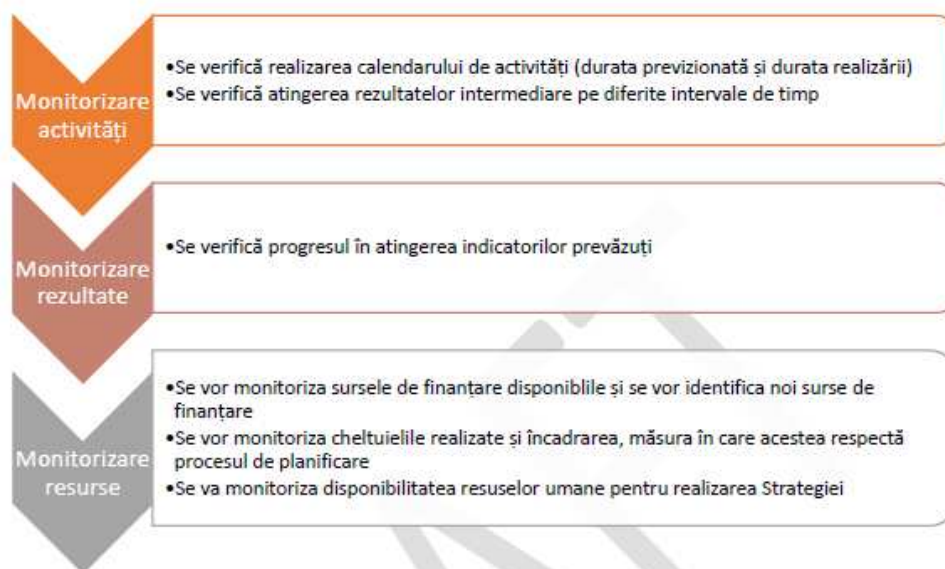 Monitorizare
activități
•Se verifică realizarea calendarului de activități (durata previzionată și durata realizării)
•Se verifică atingerea rezultatelor intermediare pe diferite intervale de timp
Monitorizare
rezultate
•Se verifică progresul în atingerea indicatorilor prevăzuți
Monitorizare
resurse
•Se vor monitoriza sursele de finanțare disponiblile și se vor identifica noi surse de
finanțare
•Se vor monitoriza cheltuielile realizate și încadrarea, măsura în care acestea respectă
procesul de planificare
•Se va monitoriza disponibilitatea resuselor umane pentru realizarea Strategiei